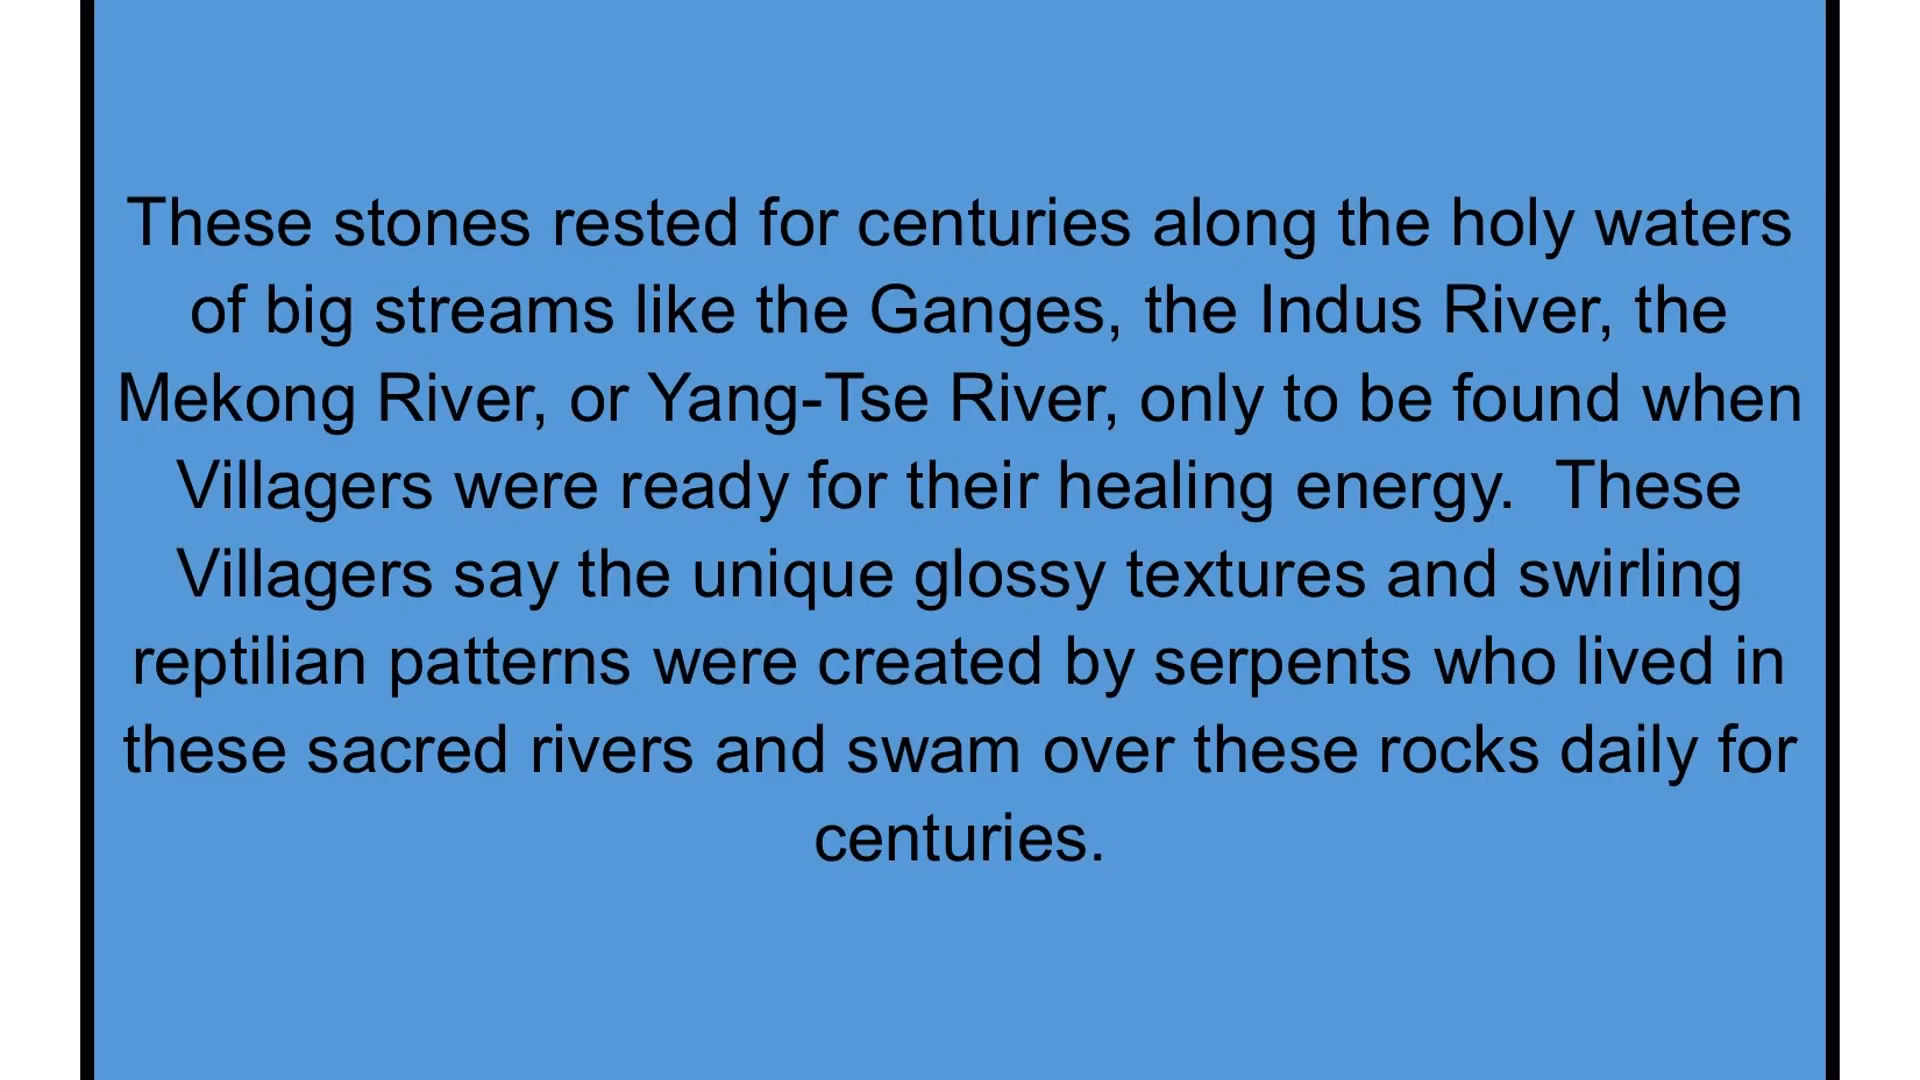 These stones rested for centuries along the holy waters
of big streams like the Ganges, the Indus River, the
Mekong River, or Yang-Tse River, only to be found when
Villagers were ready for their healing energy.  These
Villagers say the unique glossy textures and swirling
reptilian patterns were created by serpents who lived in
these sacred rivers and swam over these rocks daily for
centuries.